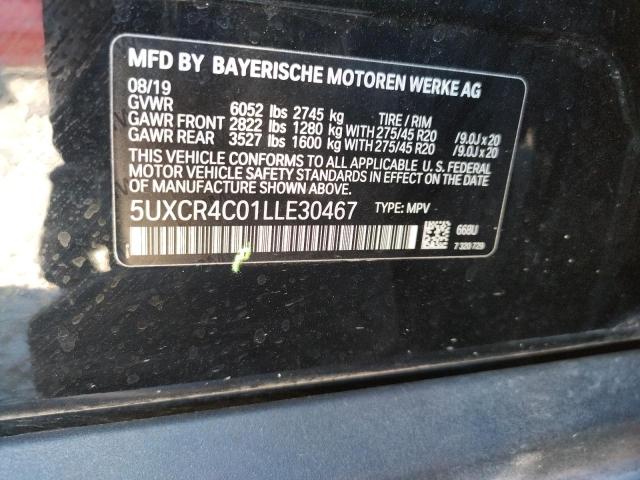 MFD BY BAYERISCHE MOTOREN WERKE AG
08/19
GVWR 6052 lbs 2745 kg TIRE / RIM
GAWR FRONT 2822 lbs 1280 kg WITH 275/45 R20 /9.0J x 20
GAWR REAR 3527 lbs 1600 kg WITH 275/45 R20 /9.0J x 20
THIS VEHICLE CONFORMS TO ALL APPLICABLE U.S. FEDERAL
MOTOR VEHICLE SAFETY STANDARDS IN EFFECT ON THE DATE
OF MANUFACTURE SHOWN ABOVE.
5UXCR4C01LLE30467 TYPE: MPV
668U
7 320 729